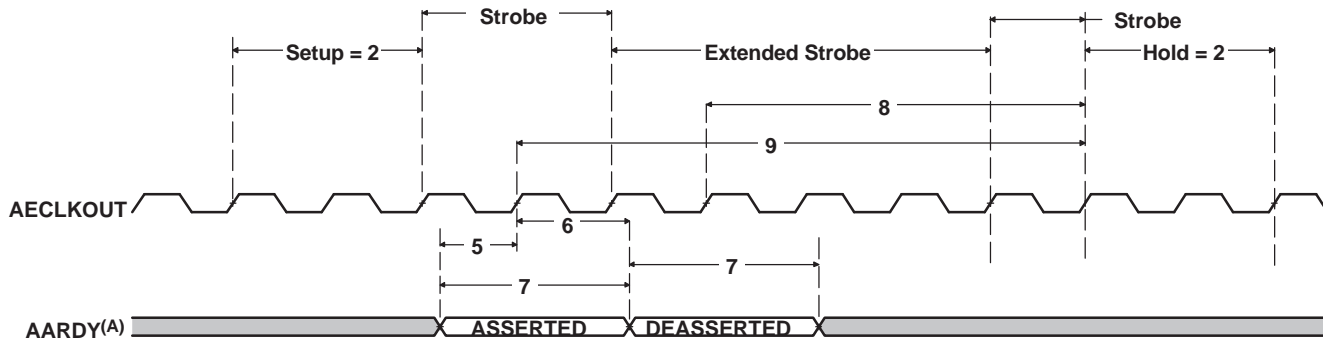 Strobe
Strobe
Setup = 2
Extended Strobe
Hold = 2
8
9
AECLKOUT
6
5
7
7
AARDY(A)
ASSERTED
DEASSERTED